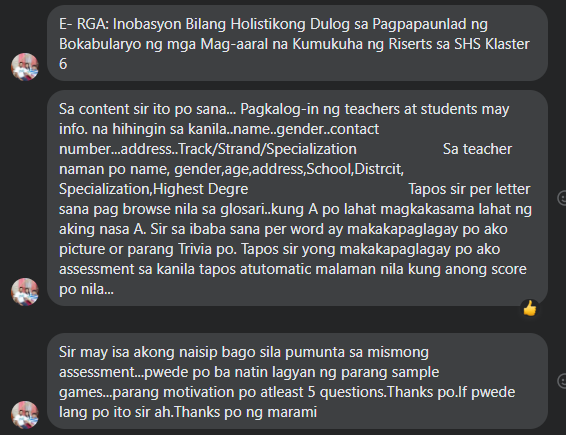 E- RGA: Inobasyon Bilang Holistikong Dulog sa Pagpapaunlad ng
Bokabularyo ng mga Mag-aaral na Kumukuha ng Riserts sa SHS Klaster
6
Sa content sir ito po sana... Pagkalog-in ng teachers at students may
info. na hihingin sa kanila..name..gender..contact
number...address..Track/Strand/Specialization Sa teacher
naman po name, gender,age,address,School,Distrcit,
Specialization,Highest Degre Tapos sir per letter
sana pag browse nila sa glosari..kung A po lahat magkakasama lahat ng
aking nasa A. Sir sa ibaba sana per word ay makakapaglagay po ako
picture or parang Trivia po. Tapos sir yong makakapaglagay po ako
assessment sa kanila tapos atutomatic malaman nila kung anong score
po nila...
Sir may isa akong naisip bago sila pumunta sa mismong
assessment...pwede po ba natin lagyan ng parang sample
games...parang motivation po atleast 5 questions.Thanks po.If pwede
lang po ito sir ah.Thanks po ng marami